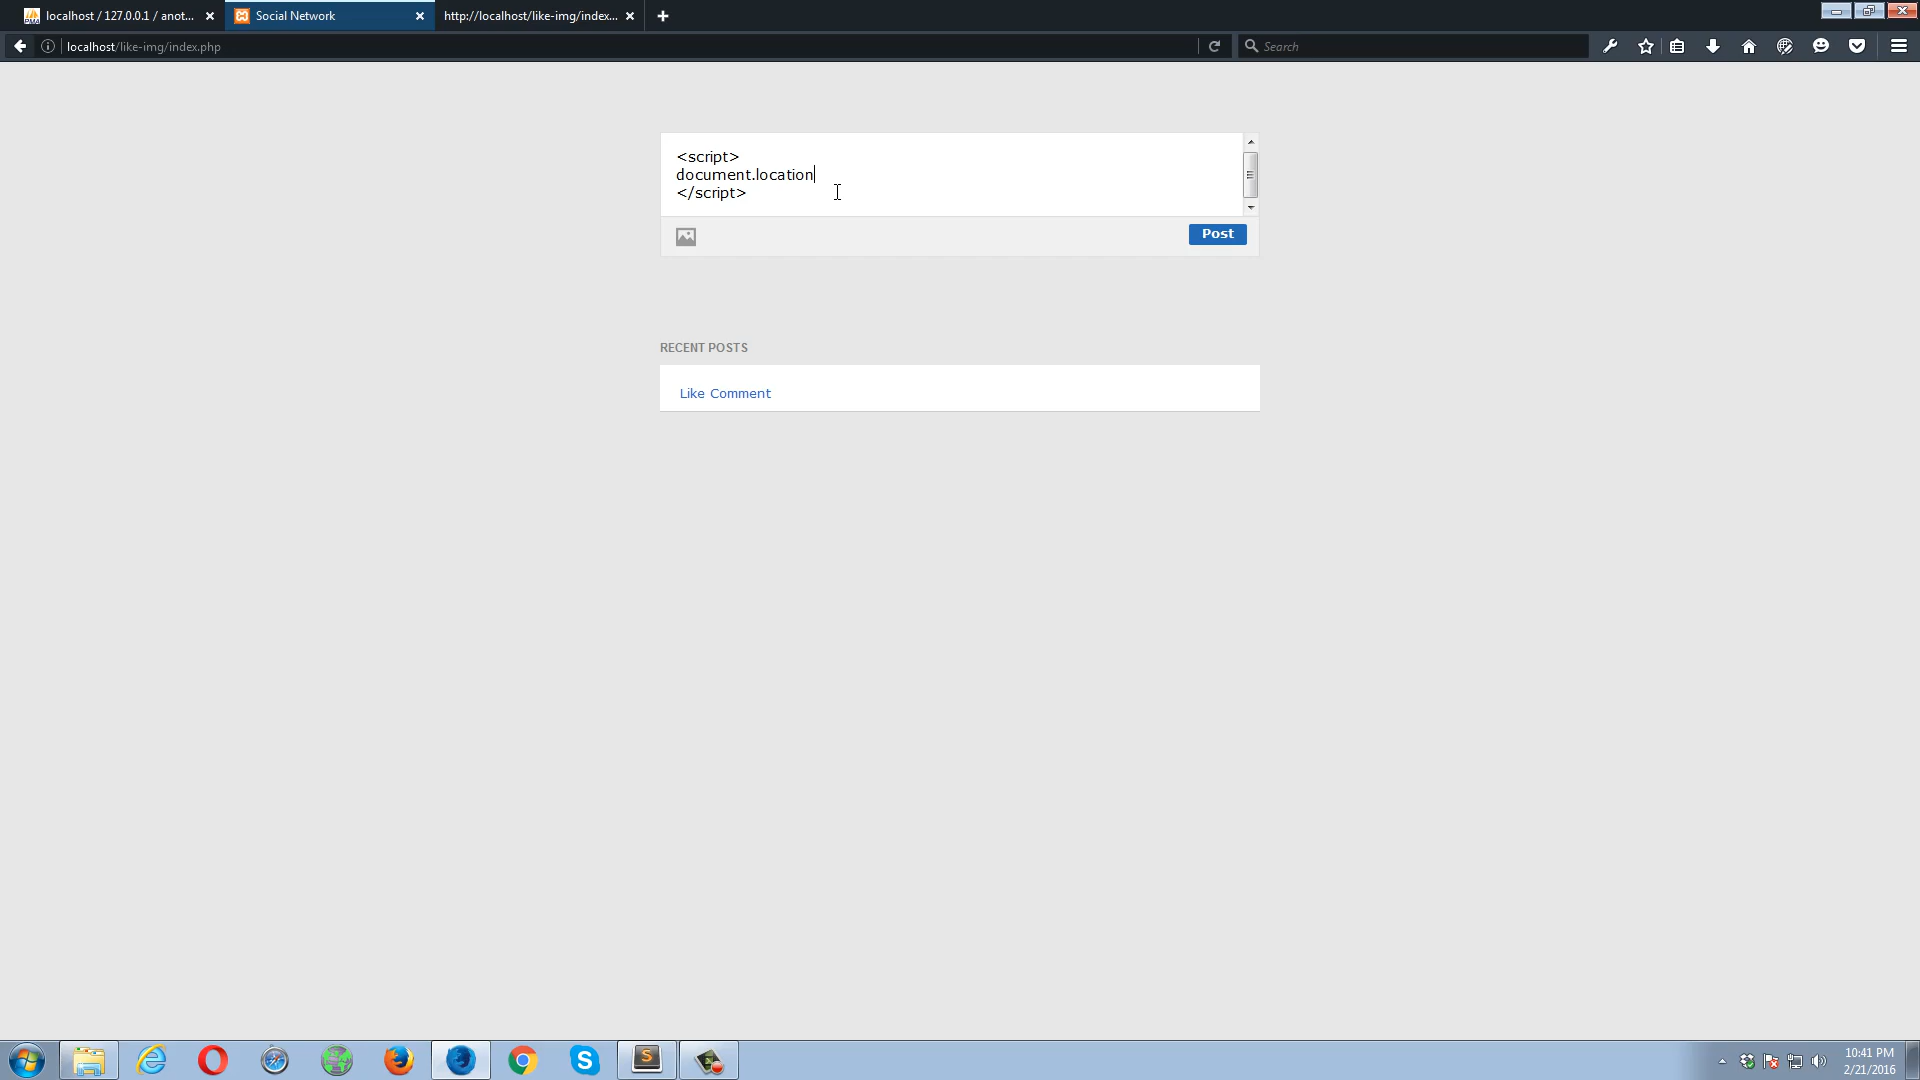 localhost / 127.0.0.1 / anot...
Social Network
http://localhost/like-img/index...
localhost/like-img/index.php
Search
<script>
document.location
</script>
Post
RECENT POSTS
Like Comment
10:41 PM
2/21/2016